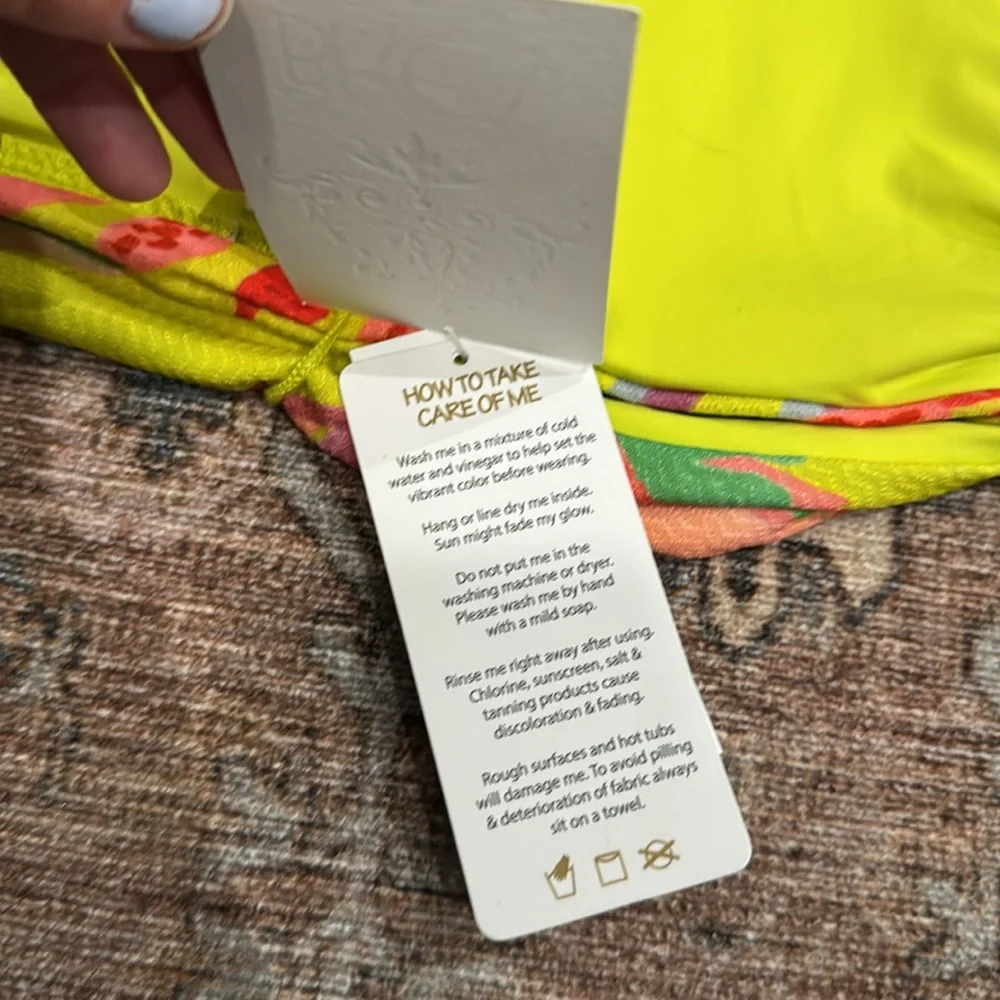 HOW TO TAKE
CARE OF ME
Wash me in a mixture of cold
water and vinegar to help set the
vibrant color before wearing.
Hang or line dry me inside.
Sun might fade my glow.
Do not put me in the
washing machine or dryer.
Please wash me by hand
with a mild soap.
Rinse me right away after using.
Chlorine, sunscreen, salt &
tanning products cause
discoloration & fading.
Rough surfaces and hot tubs
will damage me. To avoid pillling
& deterioration of fabric always
sit on a towel.